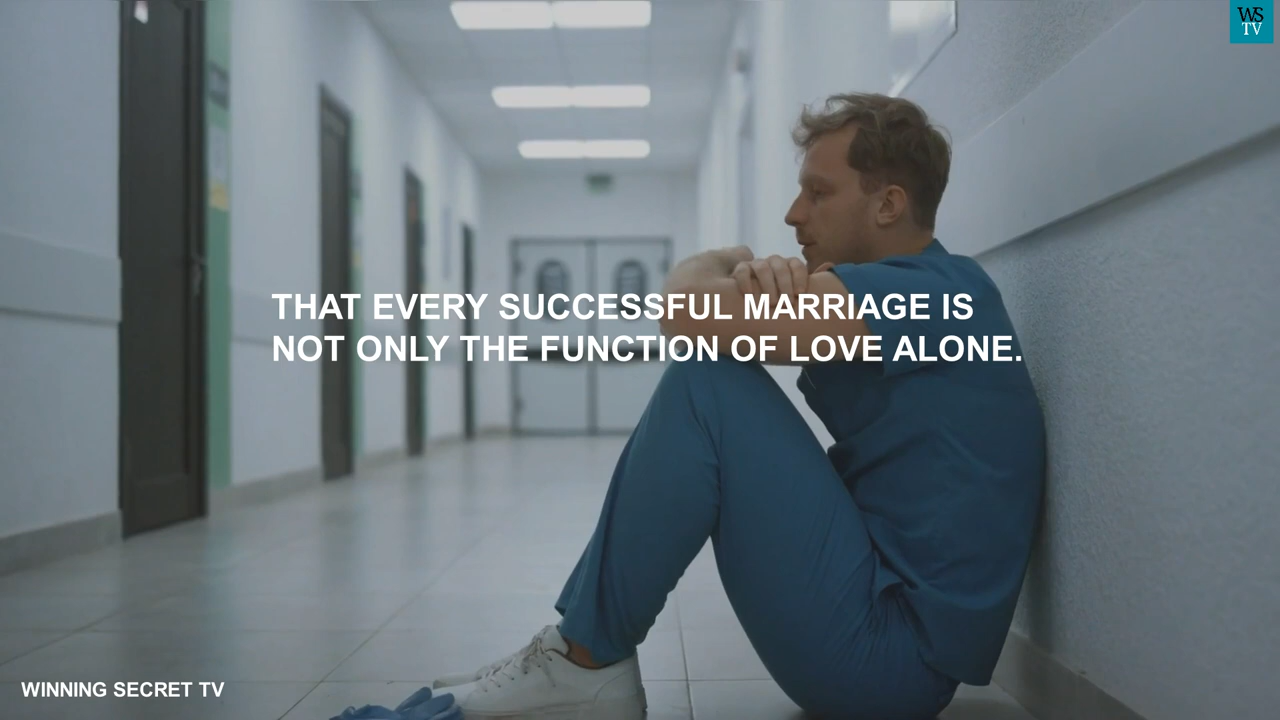 WS
TV
THAT EVERY SUCCESSFUL MARRIAGE IS
NOT ONLY THE FUNCTION OF LOVE ALONE.
WINNING SECRET TV